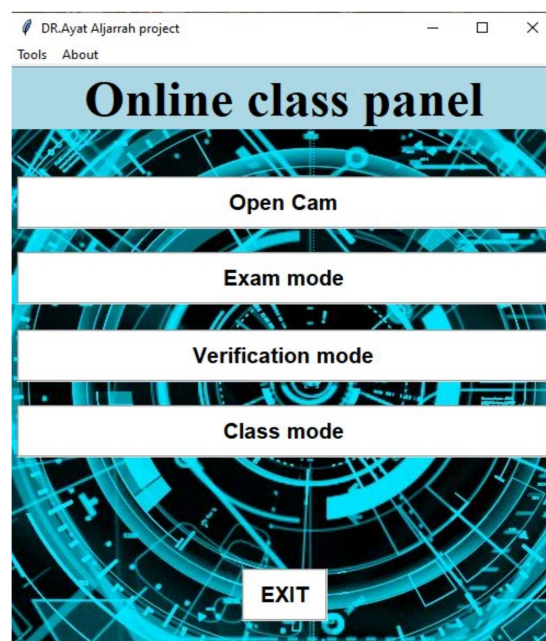 DR.Ayat Aljarrah project
Tools About
Online class panel
Open Cam
Exam mode
Verification mode
Class mode
EXIT